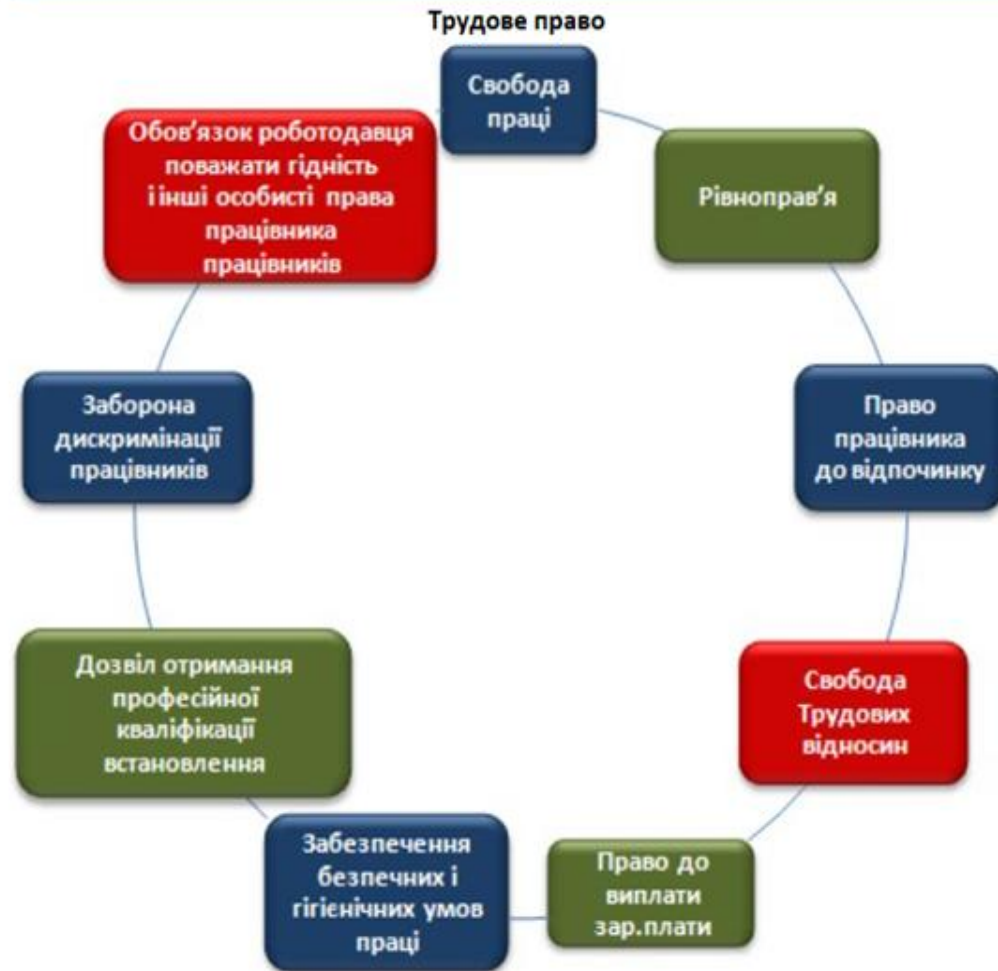 Трудове право
Свобода
праці
Рівноправ’я
Право
працівника
до відпочинку
Свобода
Трудових
відносин
Право до
виплати
зар.плати
Забезпечення
безпечних і
гігієнічних умов
праці
Дозвіл отримання
професійної
кваліфікації
встановлення
Заборона
дискримінації
працівників
Обов’язок роботодавця
поважати гідність
і інші особисті права
працівника
працівників